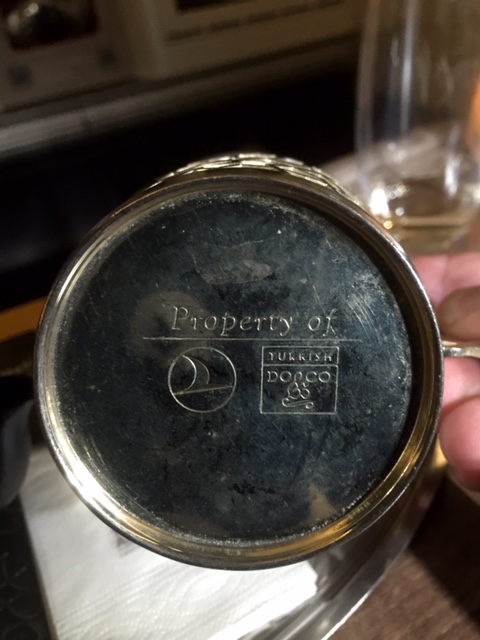 Property of
TURKISH
DO & CO